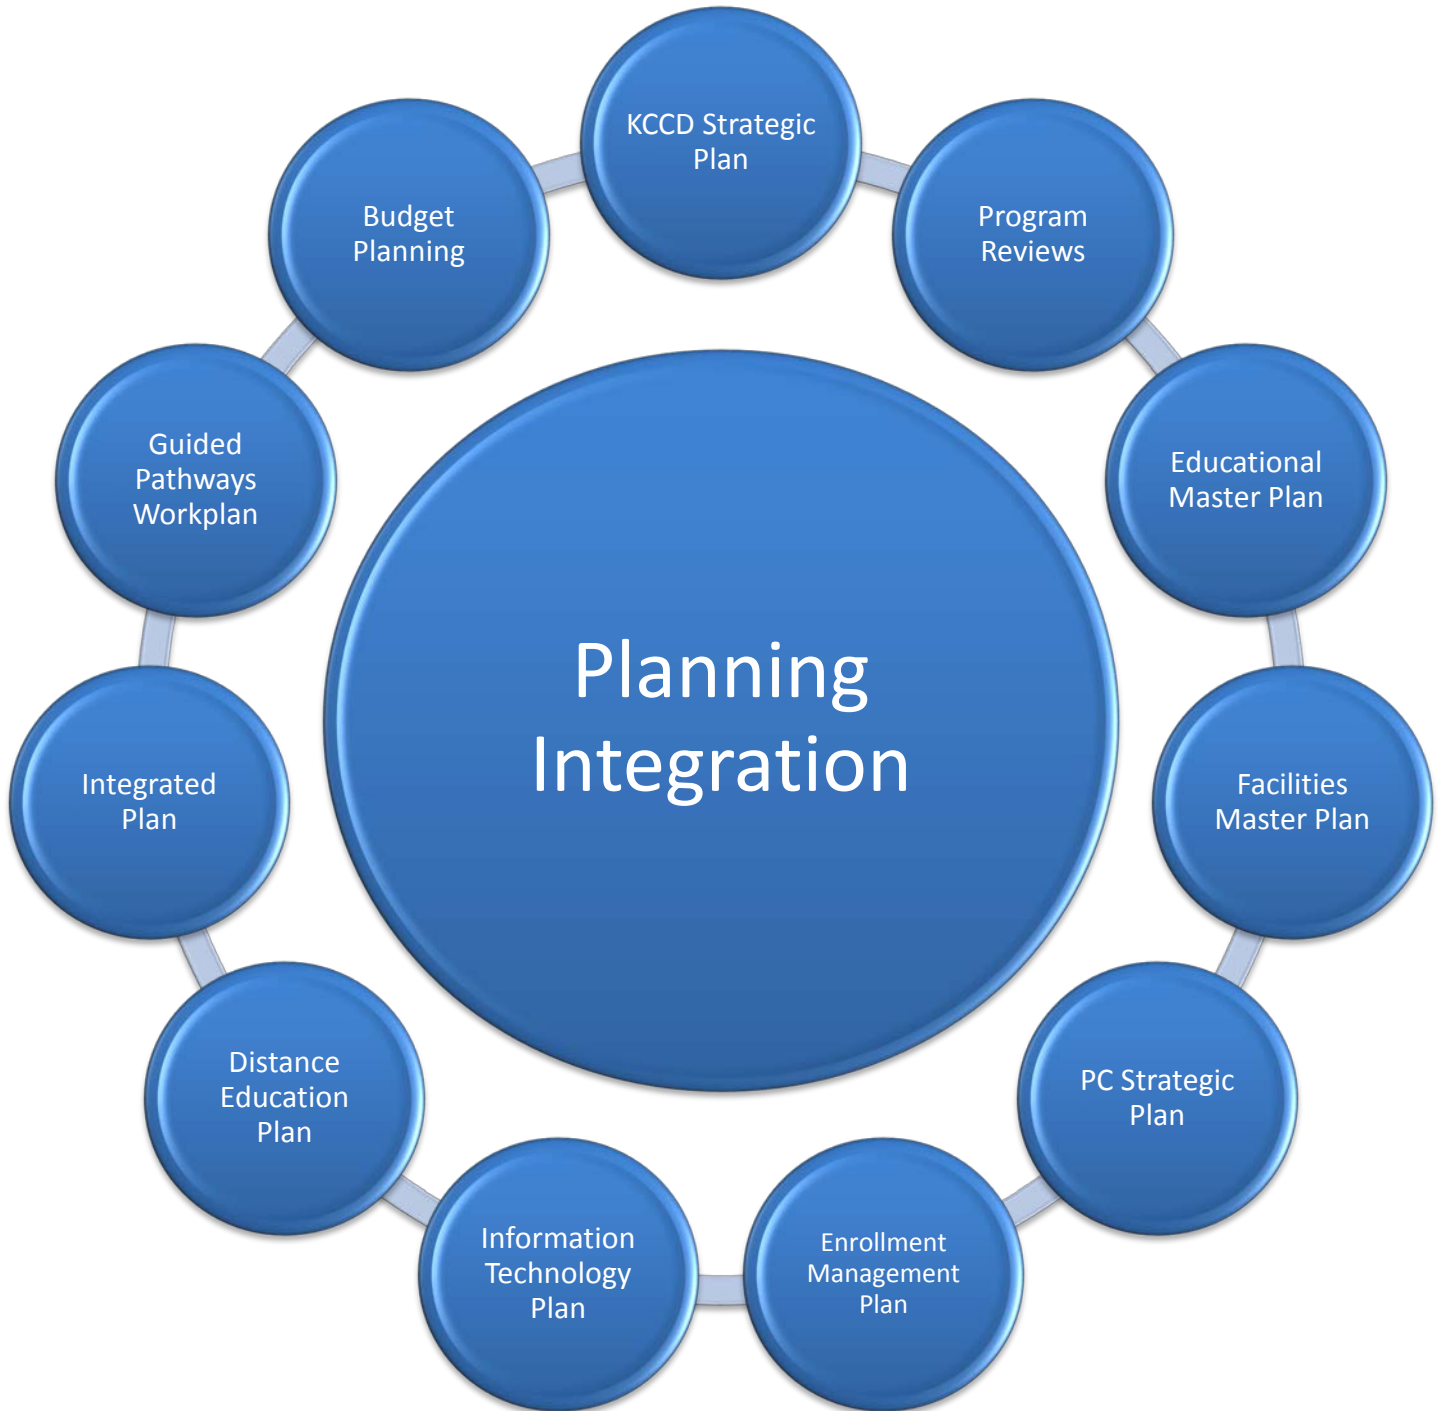 KCCD Strategic
Plan
Program
Reviews
Educational
Master Plan
Facilities
Master Plan
PC Strategic
Plan
Enrollment
Management
Plan
Information
Technology
Plan
Distance
Education
Plan
Integrated
Plan
Guided
Pathways
Workplan
Budget
Planning
Planning
Integration